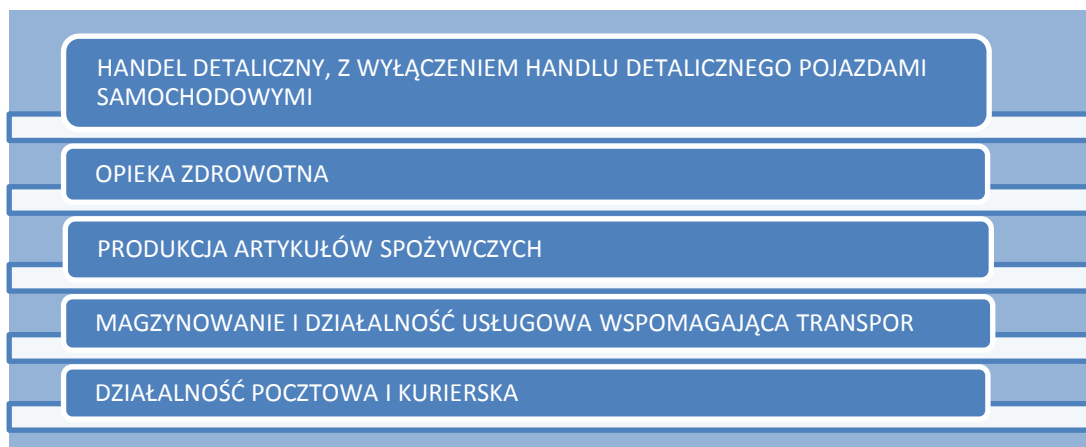 HANDEL DETALICZNY, Z WYŁĄCZENIEM HANDLU DETALICZNEGO POJAZDAMI
SAMOCHODOWYMI
OPIEKA ZDROWOTNA
PRODUKCJA ARTYKUŁÓW SPOŻYWCZYCH
MAGZYNOWANIE I DZIAŁALNOŚĆ USŁUGOWA WSPOMAGAJĄCA TRANSPOR
DZIAŁALNOŚĆ POCZTOWA I KURIERSKA